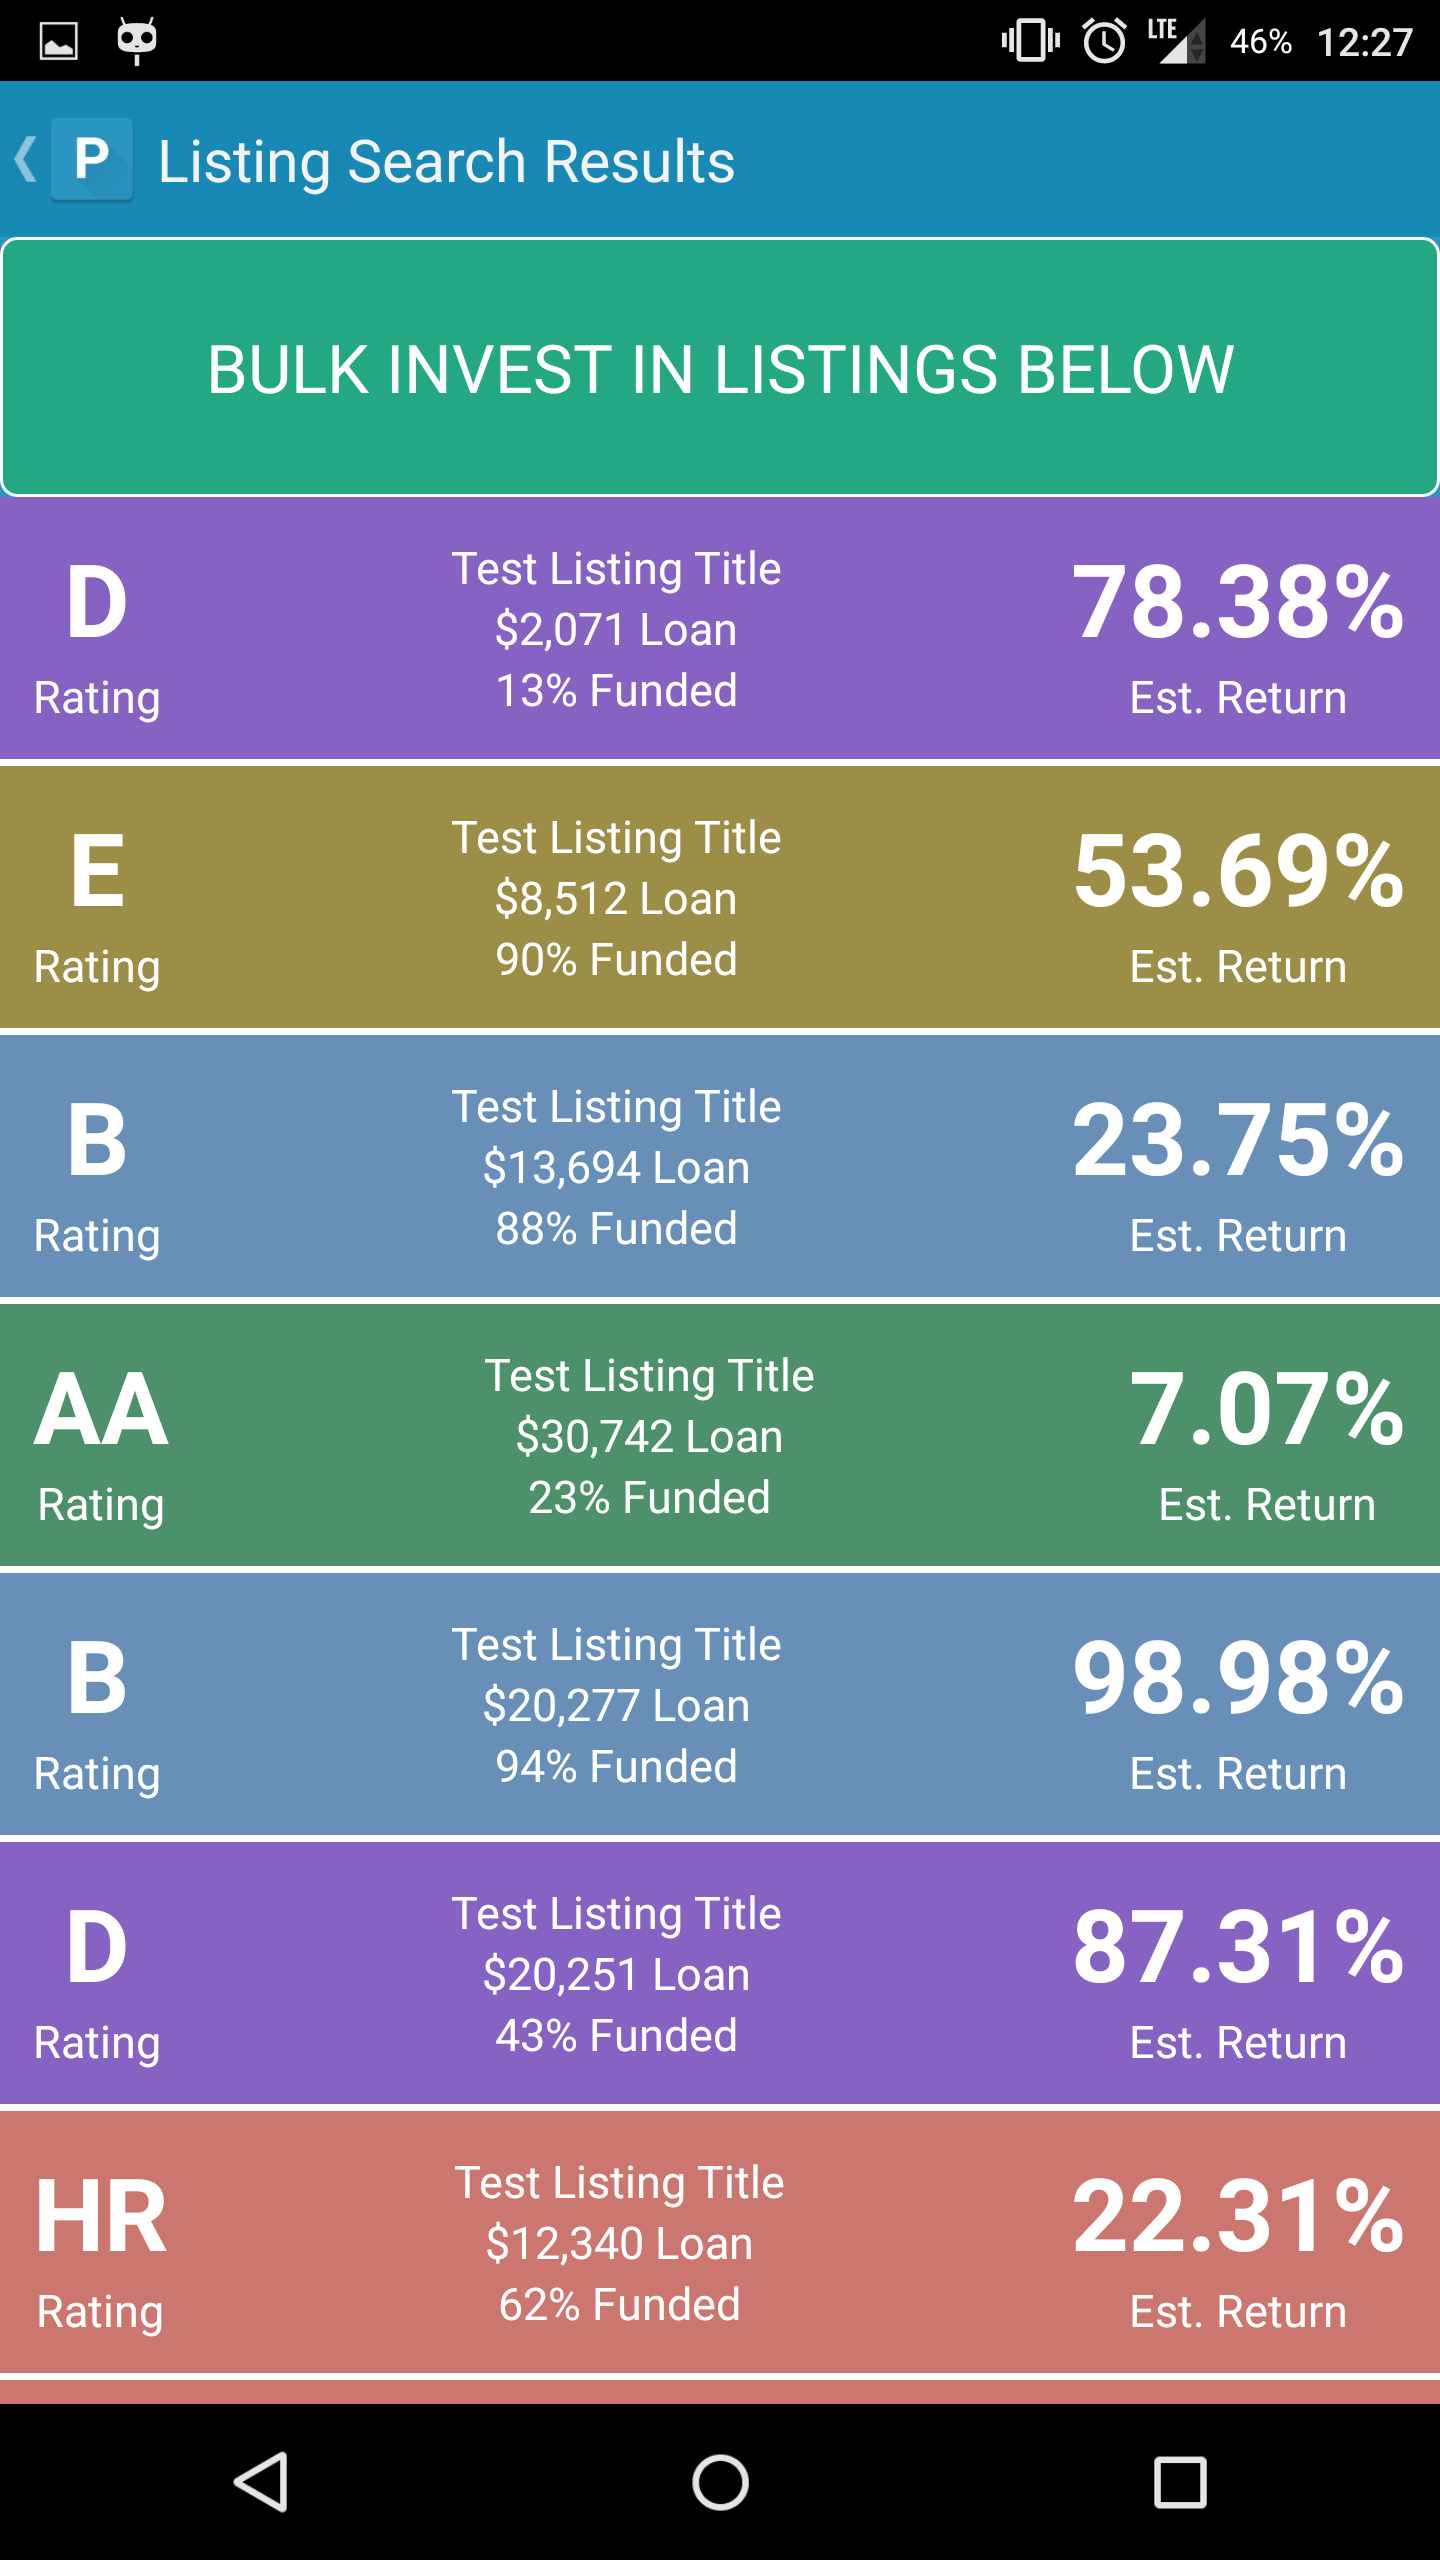 LTE 46% 12:27
P Listing Search Results
BULK INVEST IN LISTINGS BELOW
D
Rating
Test Listing Title
$2,071 Loan
13% Funded
78.38%
Est. Return
E
Rating
Test Listing Title
$8,512 Loan
90% Funded
53.69%
Est. Return
B
Rating
Test Listing Title
$13,694 Loan
88% Funded
23.75%
Est. Return
AA
Rating
Test Listing Title
$30,742 Loan
23% Funded
7.07%
Est. Return
B
Rating
Test Listing Title
$20,277 Loan
94% Funded
98.98%
Est. Return
D
Rating
Test Listing Title
$20,251 Loan
43% Funded
87.31%
Est. Return
HR
Rating
Test Listing Title
$12,340 Loan
62% Funded
22.31%
Est. Return